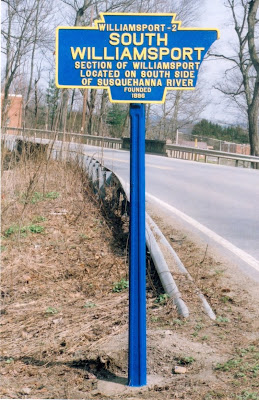 WILLIAMSPORT-2
SOUTH
WILLIAMSPORT
SECTION OF WILLIAMSPORT
LOCATED ON SOUTH SIDE
OF SUSQUEHANNA RIVER
FOUNDED
1886